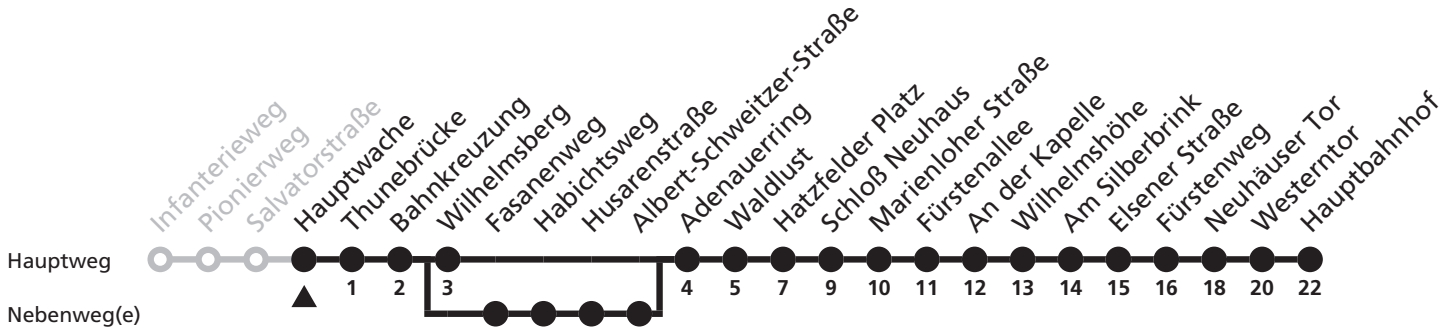 Infanterieweg
Pionierweg
Salvatorstraße
Hauptwache
Thunebrücke
Bahnkreuzung
Wilhelmsberg
Fasanenweg
Habichtsweg
Husarenstraße
Albert-Schweitzer-Straße
Adenauerring
Waldlust
Hatzfelder Platz
Schloß Neuhaus
Marienloher Straße
Fürstenallee
An der Kapelle
Wilhelmshöhe
Am Silberbrink
Elsener Straße
Fürstenweg
Neuhäuser Tor
Westerntor
Hauptbahnhof
Hauptweg
1 2 3 4 5 7 9 10 11 12 13 14 15 16 18 20 22
Nebenweg(e)